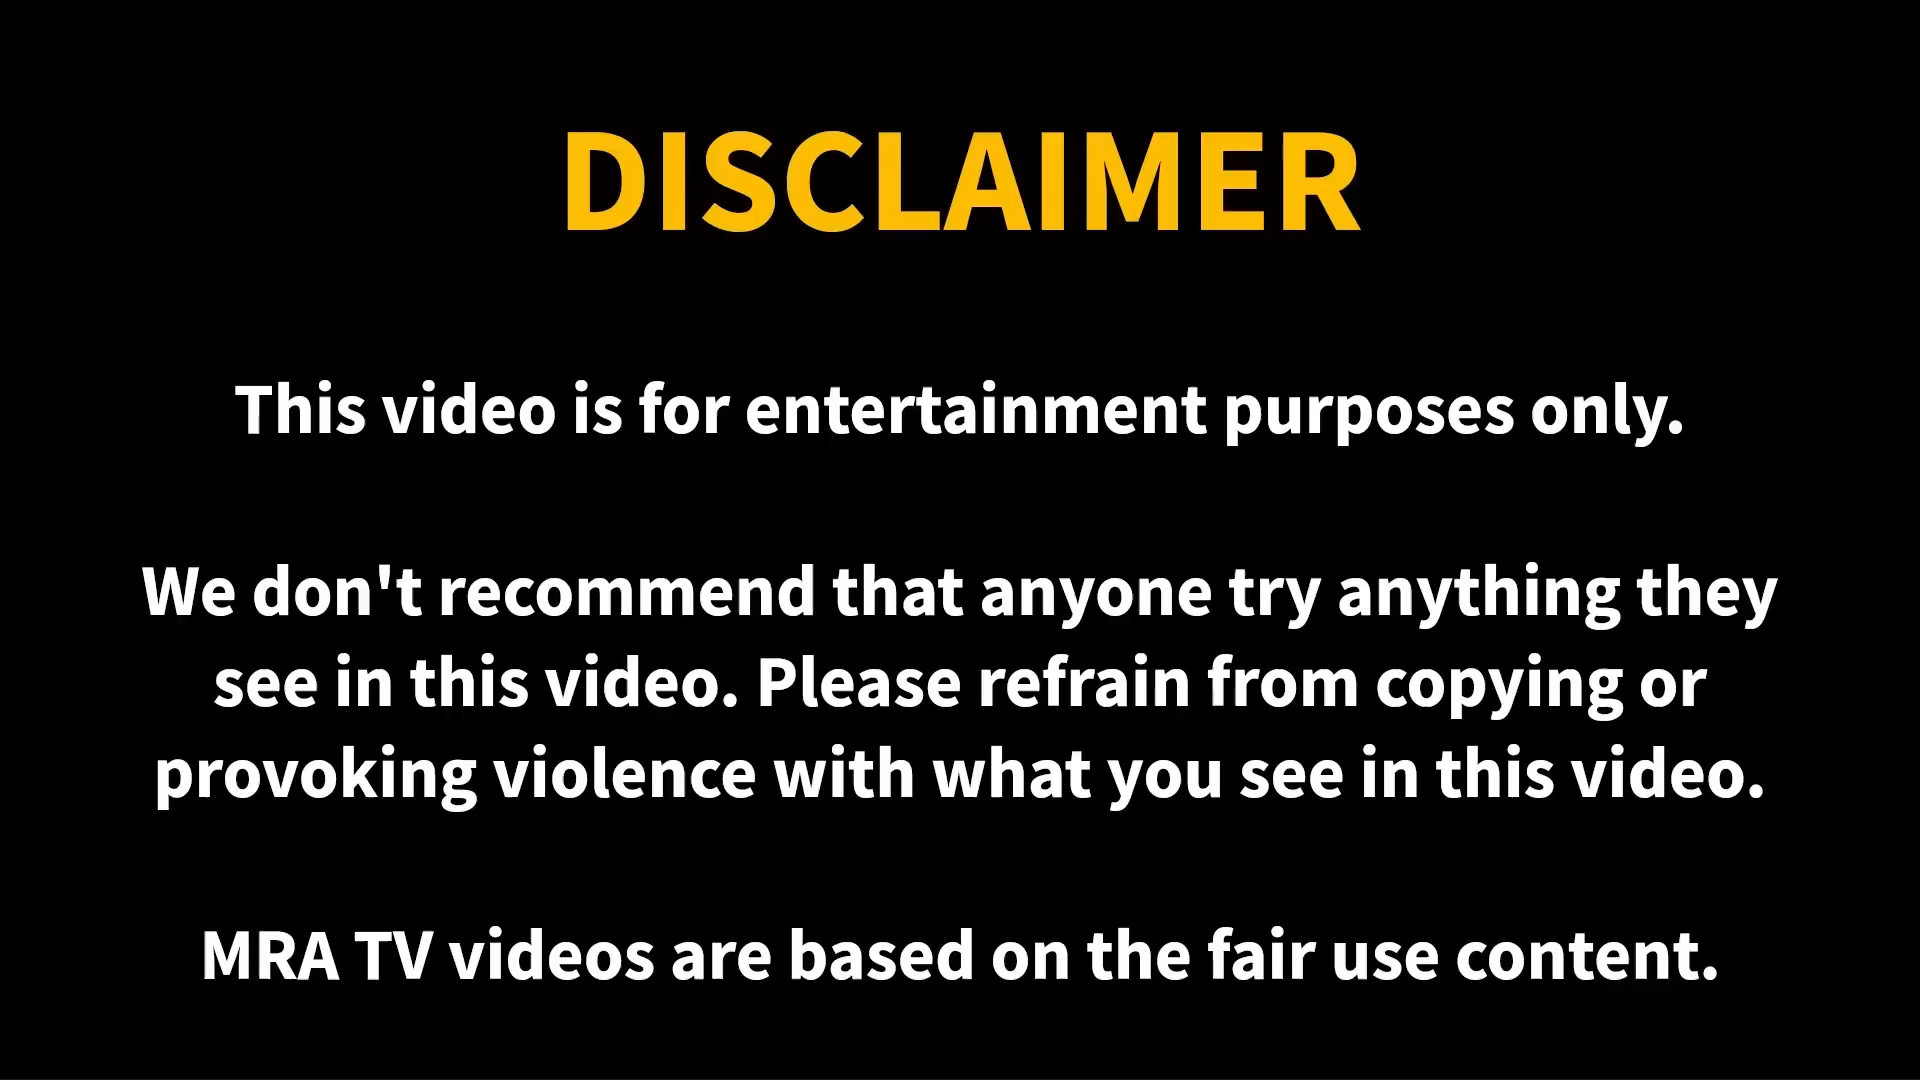 DISCLAIMER
This video is for entertainment purposes only.
We don't recommend that anyone try anything they
see in this video. Please refrain from copying or
provoking violence with what you see in this video.
MRA TV videos are based on the fair use content.